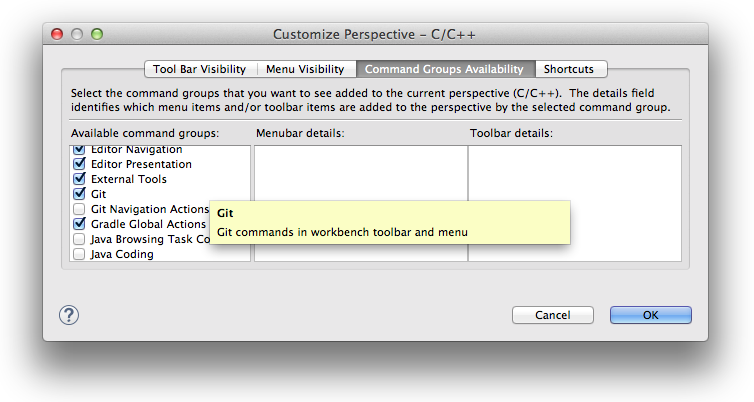 Customize Perspective – C/C++
Tool Bar Visibility
Menu Visibility
Command Groups Availability
Shortcuts
Select the command groups that you want to see added to the current perspective (C/C++).  The details field
identifies which menu items and/or toolbar items are added to the perspective by the selected command group.
Available command groups:
Menubar details:
Toolbar details:
Editor Navigation
Editor Presentation
External Tools
Git
Git Navigation Actions
Gradle Global Actions
Java Browsing Task Co
Java Coding
Git
Git commands in workbench toolbar and menu
?
Cancel
OK